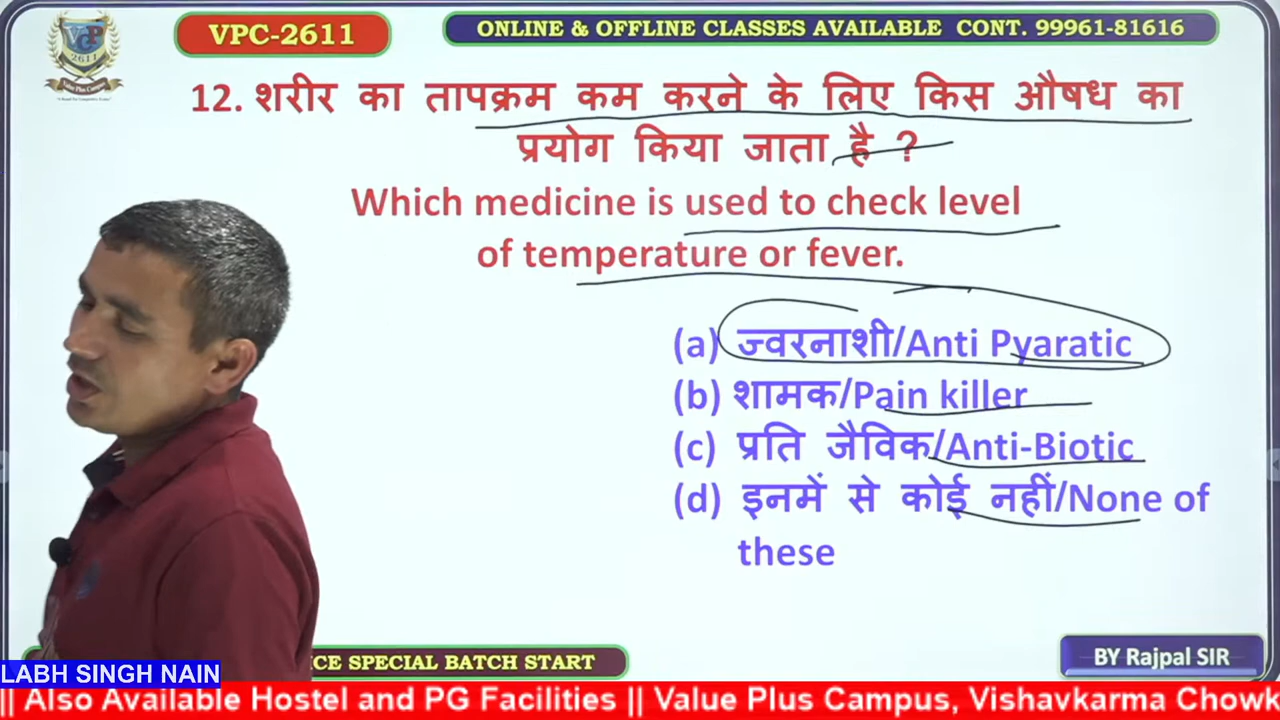 VPC-2611
ONLINE & OFFLINE CLASSES AVAILABLE CONT. 99961-81616
12. शरीर का तापक्रम कम करने के लिए किस औषध का
प्रयोग किया जाता है ?
Which medicine is used to check level
of temperature or fever.
(a) ज्वरनाशी/Anti Pyaratic
(b) शामक/Pain killer
(c) प्रति जैविक/Anti-Biotic
(d) इनमें से कोई नहीं/None of
these
ICE SPECIAL BATCH START
BY Rajpal SIR
LABH SINGH NAIN
|| Also Available Hostel and PG Facilities || Value Plus Campus, Vishavkarma Chowk